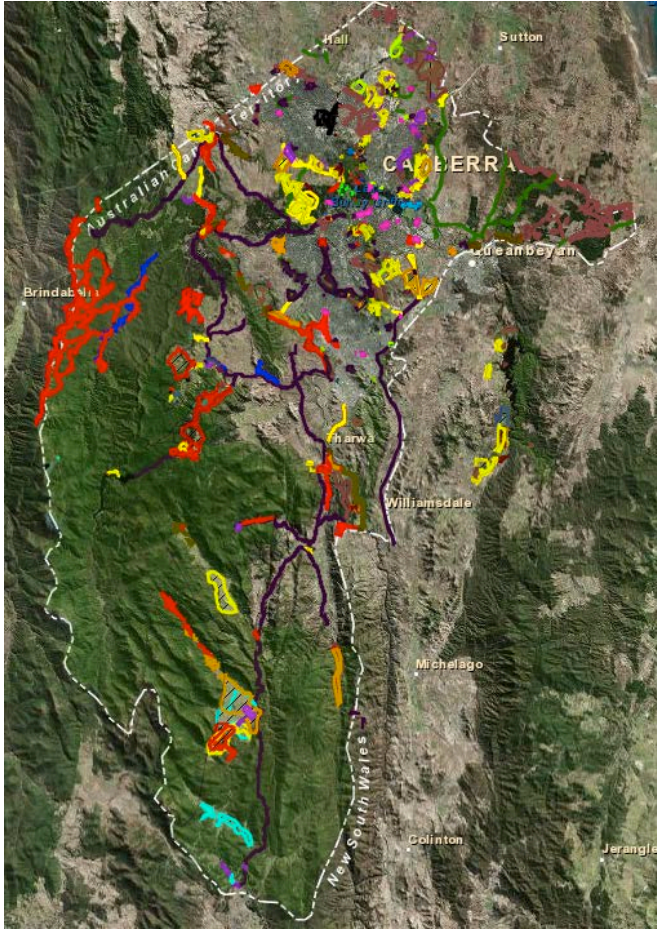 Hall
Sutton
Australian Capital Territory
CANBERRA
Queanbeyan
Brindabella
Tharwa
Williamsdale
Michelago
New South Wales
Colinton
Jerangle